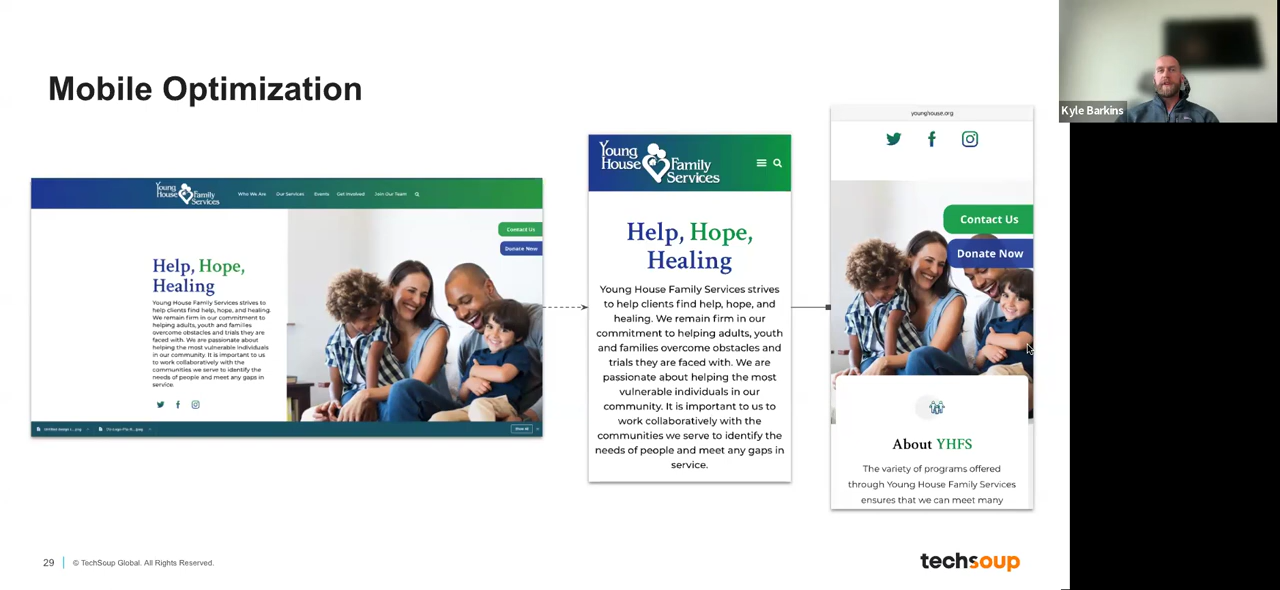 Mobile Optimization
Kyle Barkins
Young
House Family
Services
Who We Are Our Services Events Get Involved Join Our Team
Contact Us
Donate Now
Help, Hope,
Healing
Young House Family Services strives to
help clients find help, hope, and healing.
We remain firm in our commitment to
helping adults, youth and families
overcome obstacles and trials they are
faced with. We are passionate about
helping the most vulnerable individuals
in our community. It is important to us
to work collaboratively with the
communities we serve to identify the
needs of people and meet any gaps in
service.
Show all
Young
House Family
Services
Help, Hope,
Healing
Young House Family Services strives
to help clients find help, hope, and
healing. We remain firm in our
commitment to helping adults, youth
and families overcome obstacles and
trials they are faced with. We are
passionate about helping the most
vulnerable individuals in our
community. It is important to us to
work collaboratively with the
communities we serve to identify the
needs of people and meet any gaps in
service.
younghouse.org
Contact Us
Donate Now
About YHFS
The variety of programs offered
through Young House Family Services
ensures that we can meet many
29
© TechSoup Global. All Rights Reserved.
techsoup